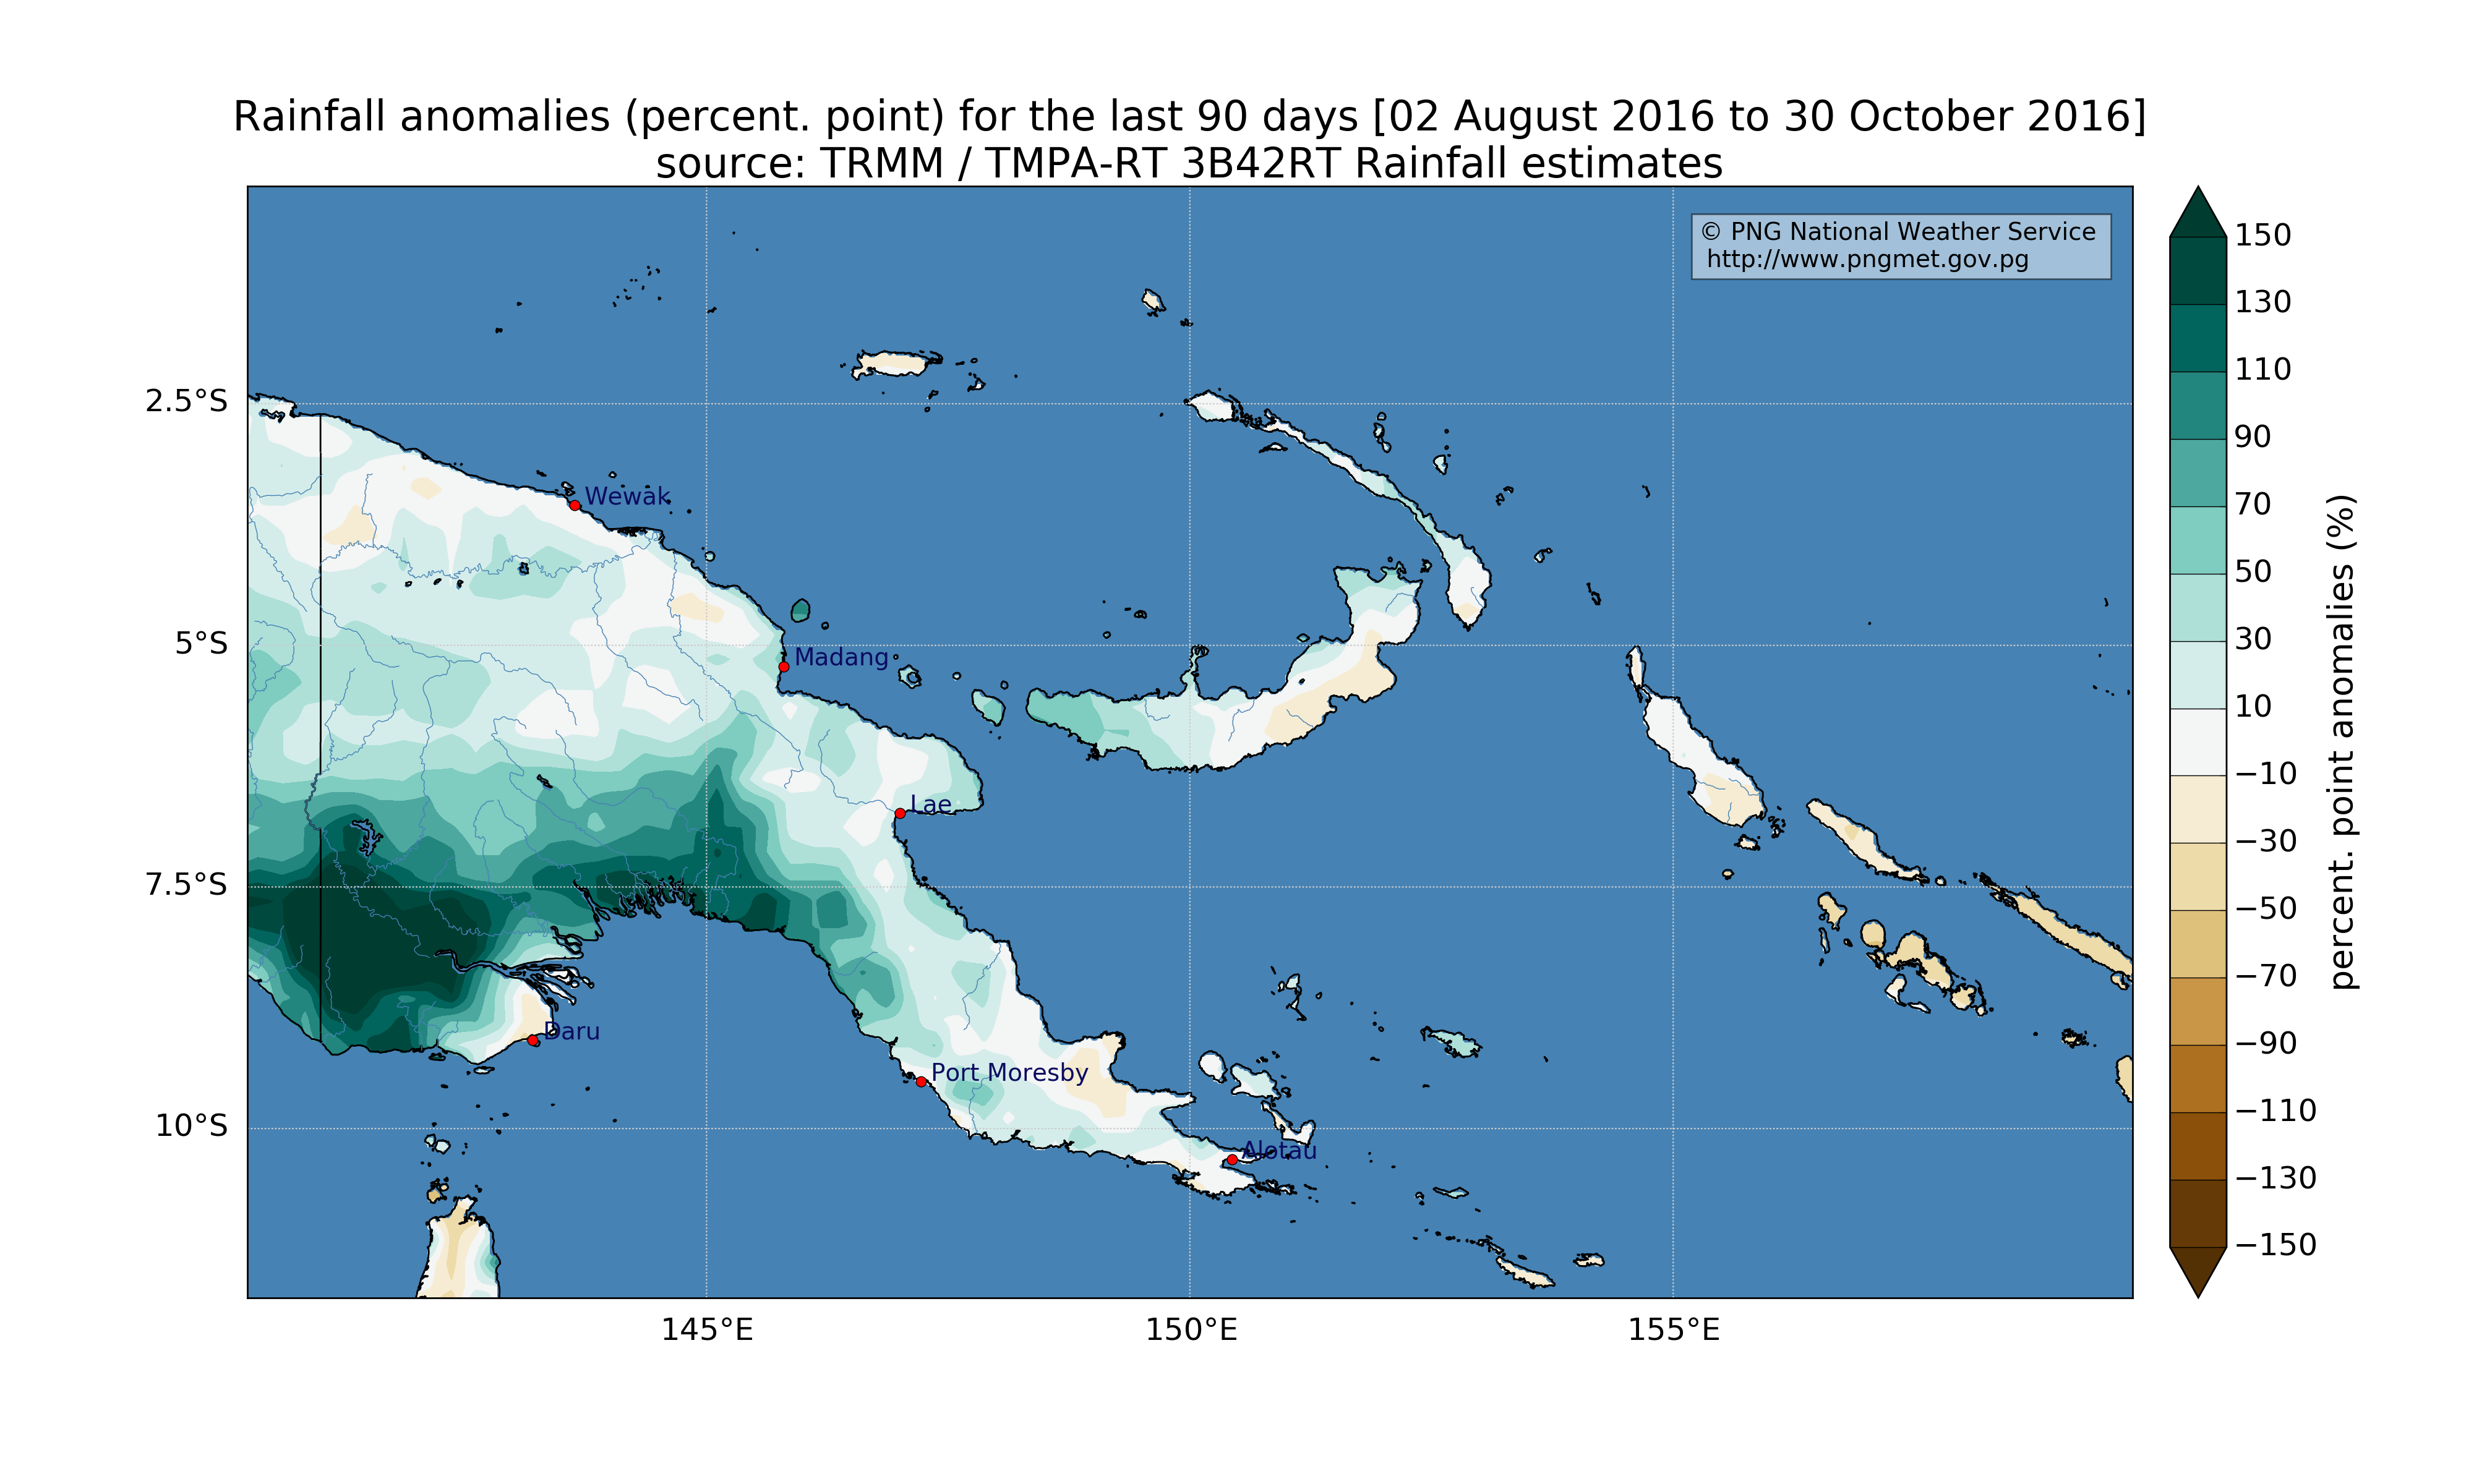 Rainfall anomalies (percent. point) for the last 90 days [02 August 2016 to 30 October 2016]
source: TRMM / TMPA-RT 3B42RT Rainfall estimates
© PNG National Weather Service
http://www.pngmet.gov.pg
2.5°S
5°S
7.5°S
10°S
Wewak
Madang
Lae
Daru
Port Moresby
Alotau
145°E
150°E
155°E
150
130
110
90
70
50
30
10
−10
−30
−50
−70
−90
−110
−130
−150
percent. point anomalies (%)